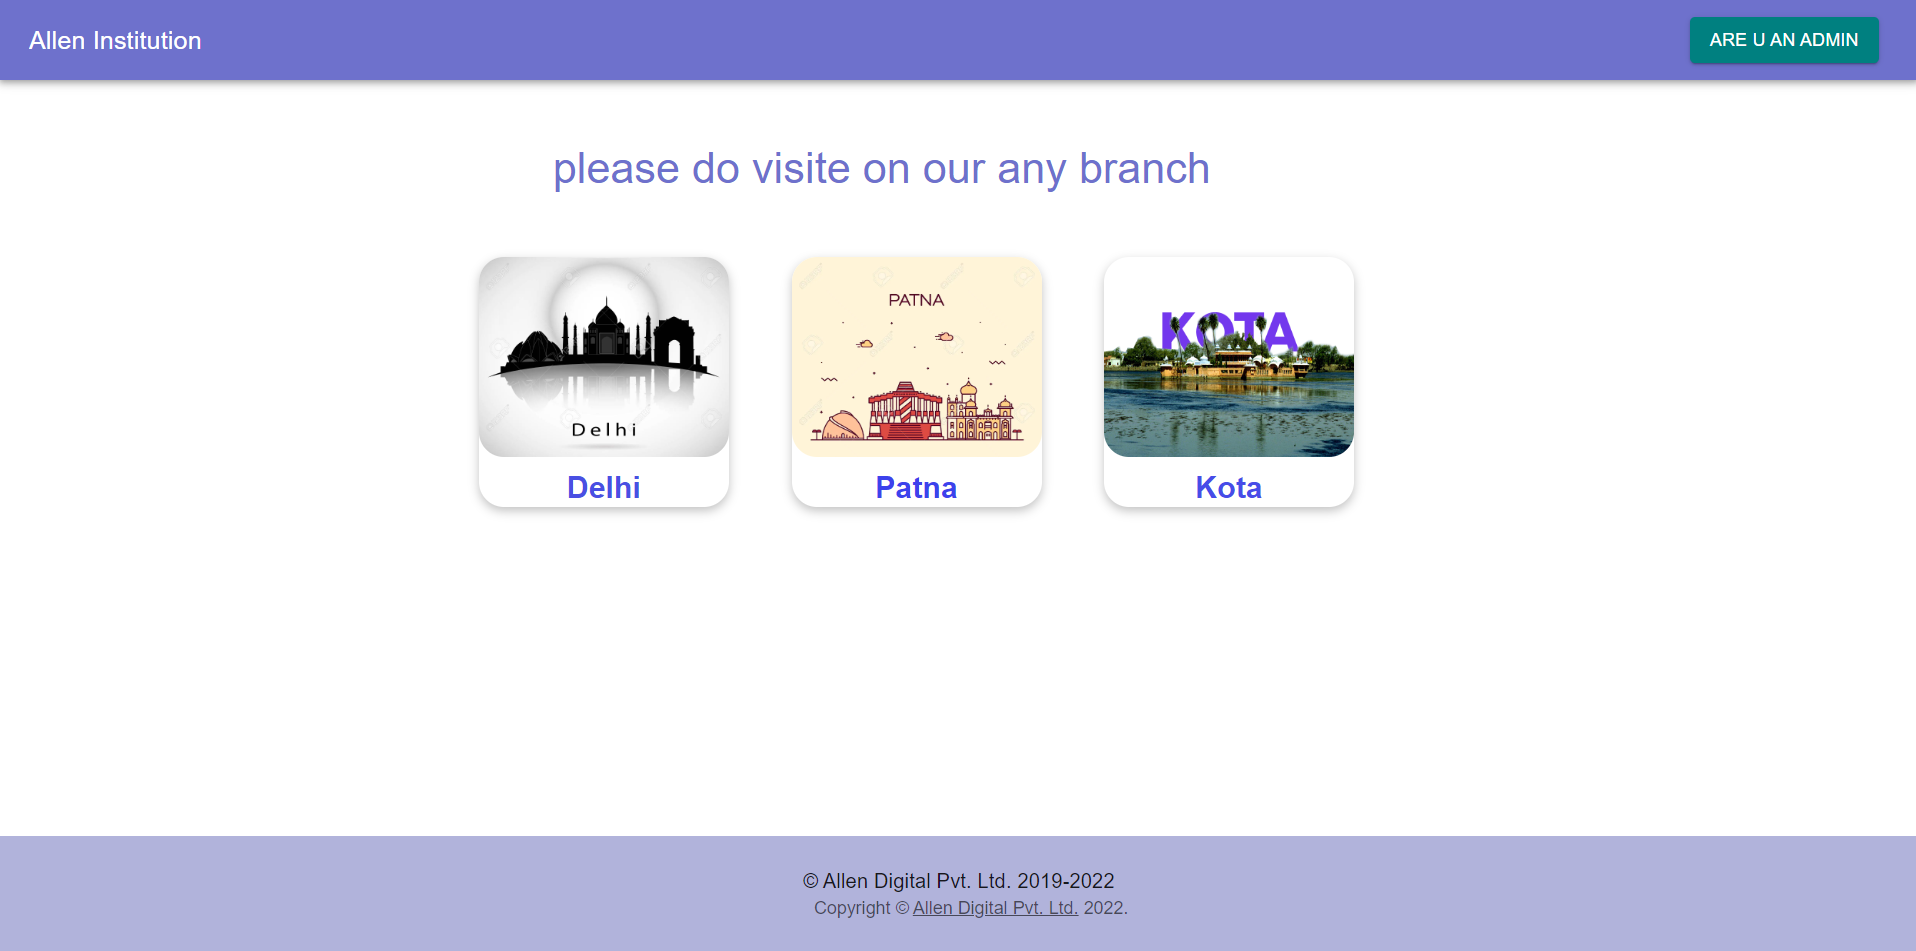 Allen Institution
ARE U AN ADMIN
please do visite on our any branch
Delhi
PATNA
KOTA
Delhi
Patna
Kota
© Allen Digital Pvt. Ltd. 2019-2022
Copyright © Allen Digital Pvt. Ltd. 2022.